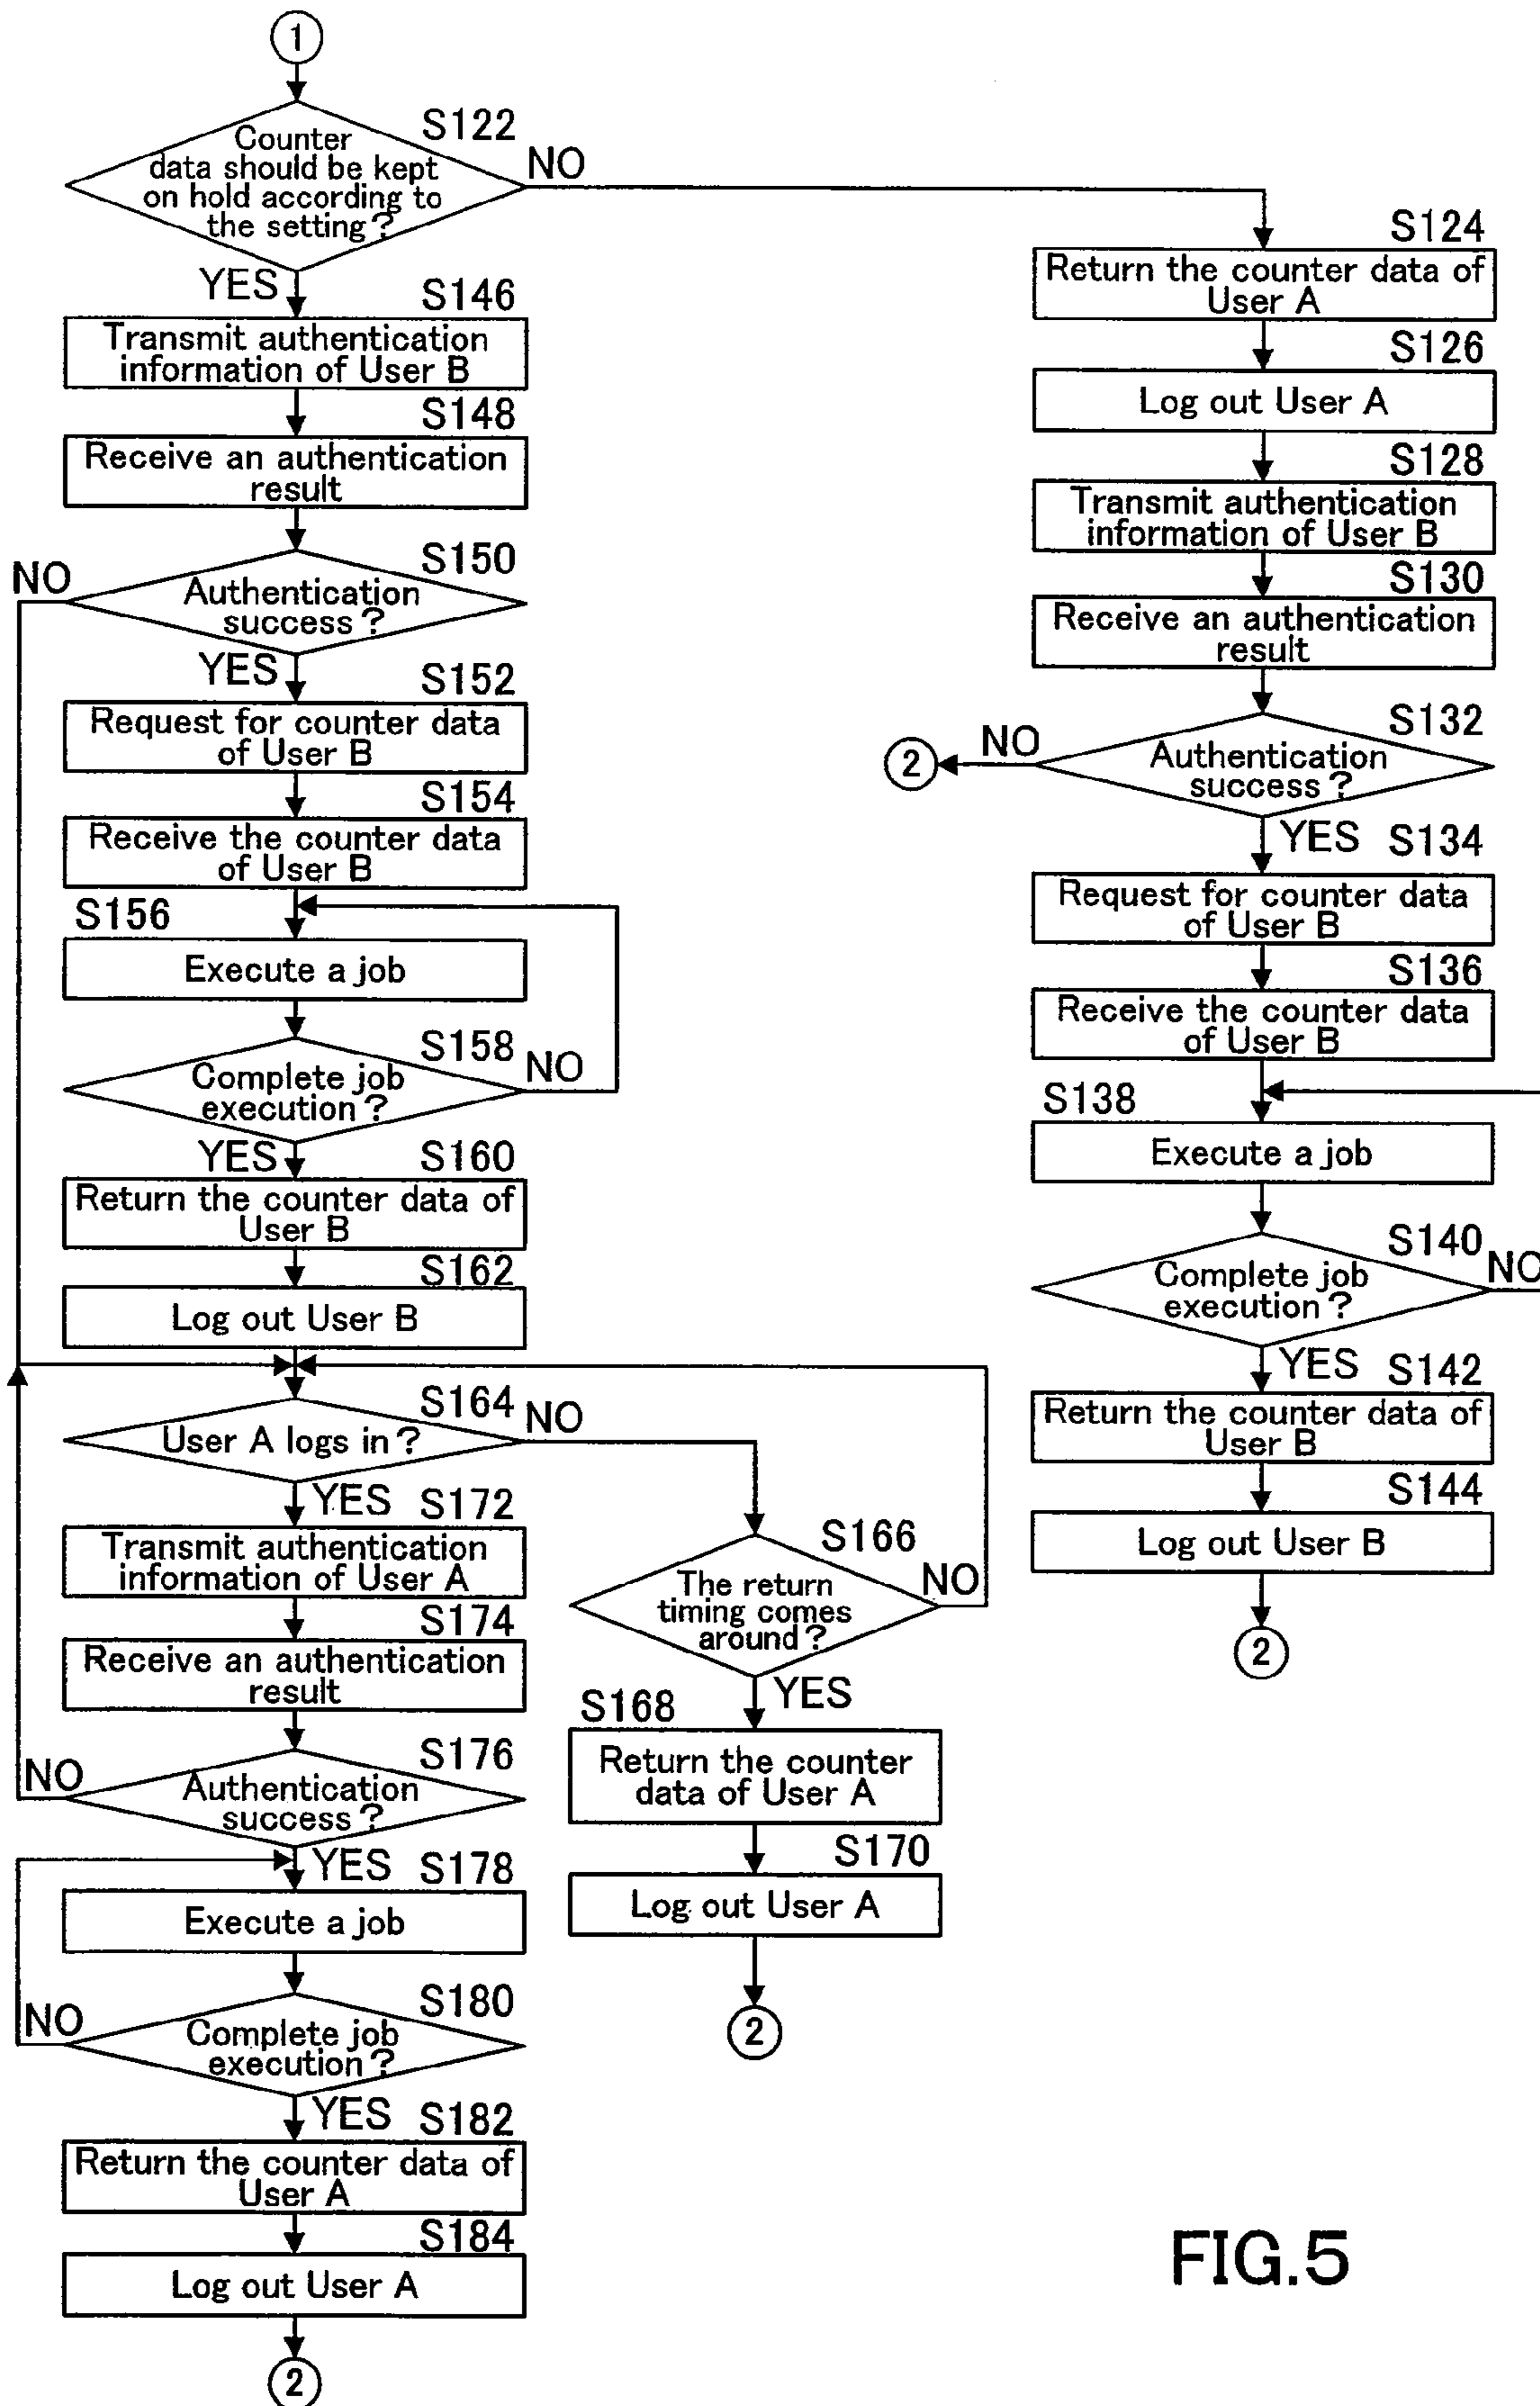 1
S122
Counter
data should be kept
on hold according to
the setting?
NO
YES
S146
Transmit authentication
information of User B
S148
Receive an authentication
result
S150
NO
Authentication
success?
YES
S152
Request for counter data
of User B
S154
Receive the counter data
of User B
S156
Execute a job
S158
Complete job
execution?
NO
YES
S160
Return the counter data of
User B
S162
Log out User B
S164
User A logs in?
NO
YES
S172
Transmit authentication
information of User A
S174
Receive an authentication
result
S176
NO
Authentication
success?
YES
S178
Execute a job
S180
NO
Complete job
execution?
YES
S182
Return the counter data of
User A
S184
Log out User A
2
S166
The return
timing comes
around?
NO
YES
S168
Return the counter
data of User A
S170
Log out User A
2
S124
Return the counter data of
User A
S126
Log out User A
S128
Transmit authentication
information of User B
S130
Receive an authentication
result
S132
2
NO
Authentication
success?
YES
S134
Request for counter data
of User B
S136
Receive the counter data
of User B
S138
Execute a job
S140
Complete job
execution?
NO
YES
S142
Return the counter data of
User B
S144
Log out User B
2
FIG.5